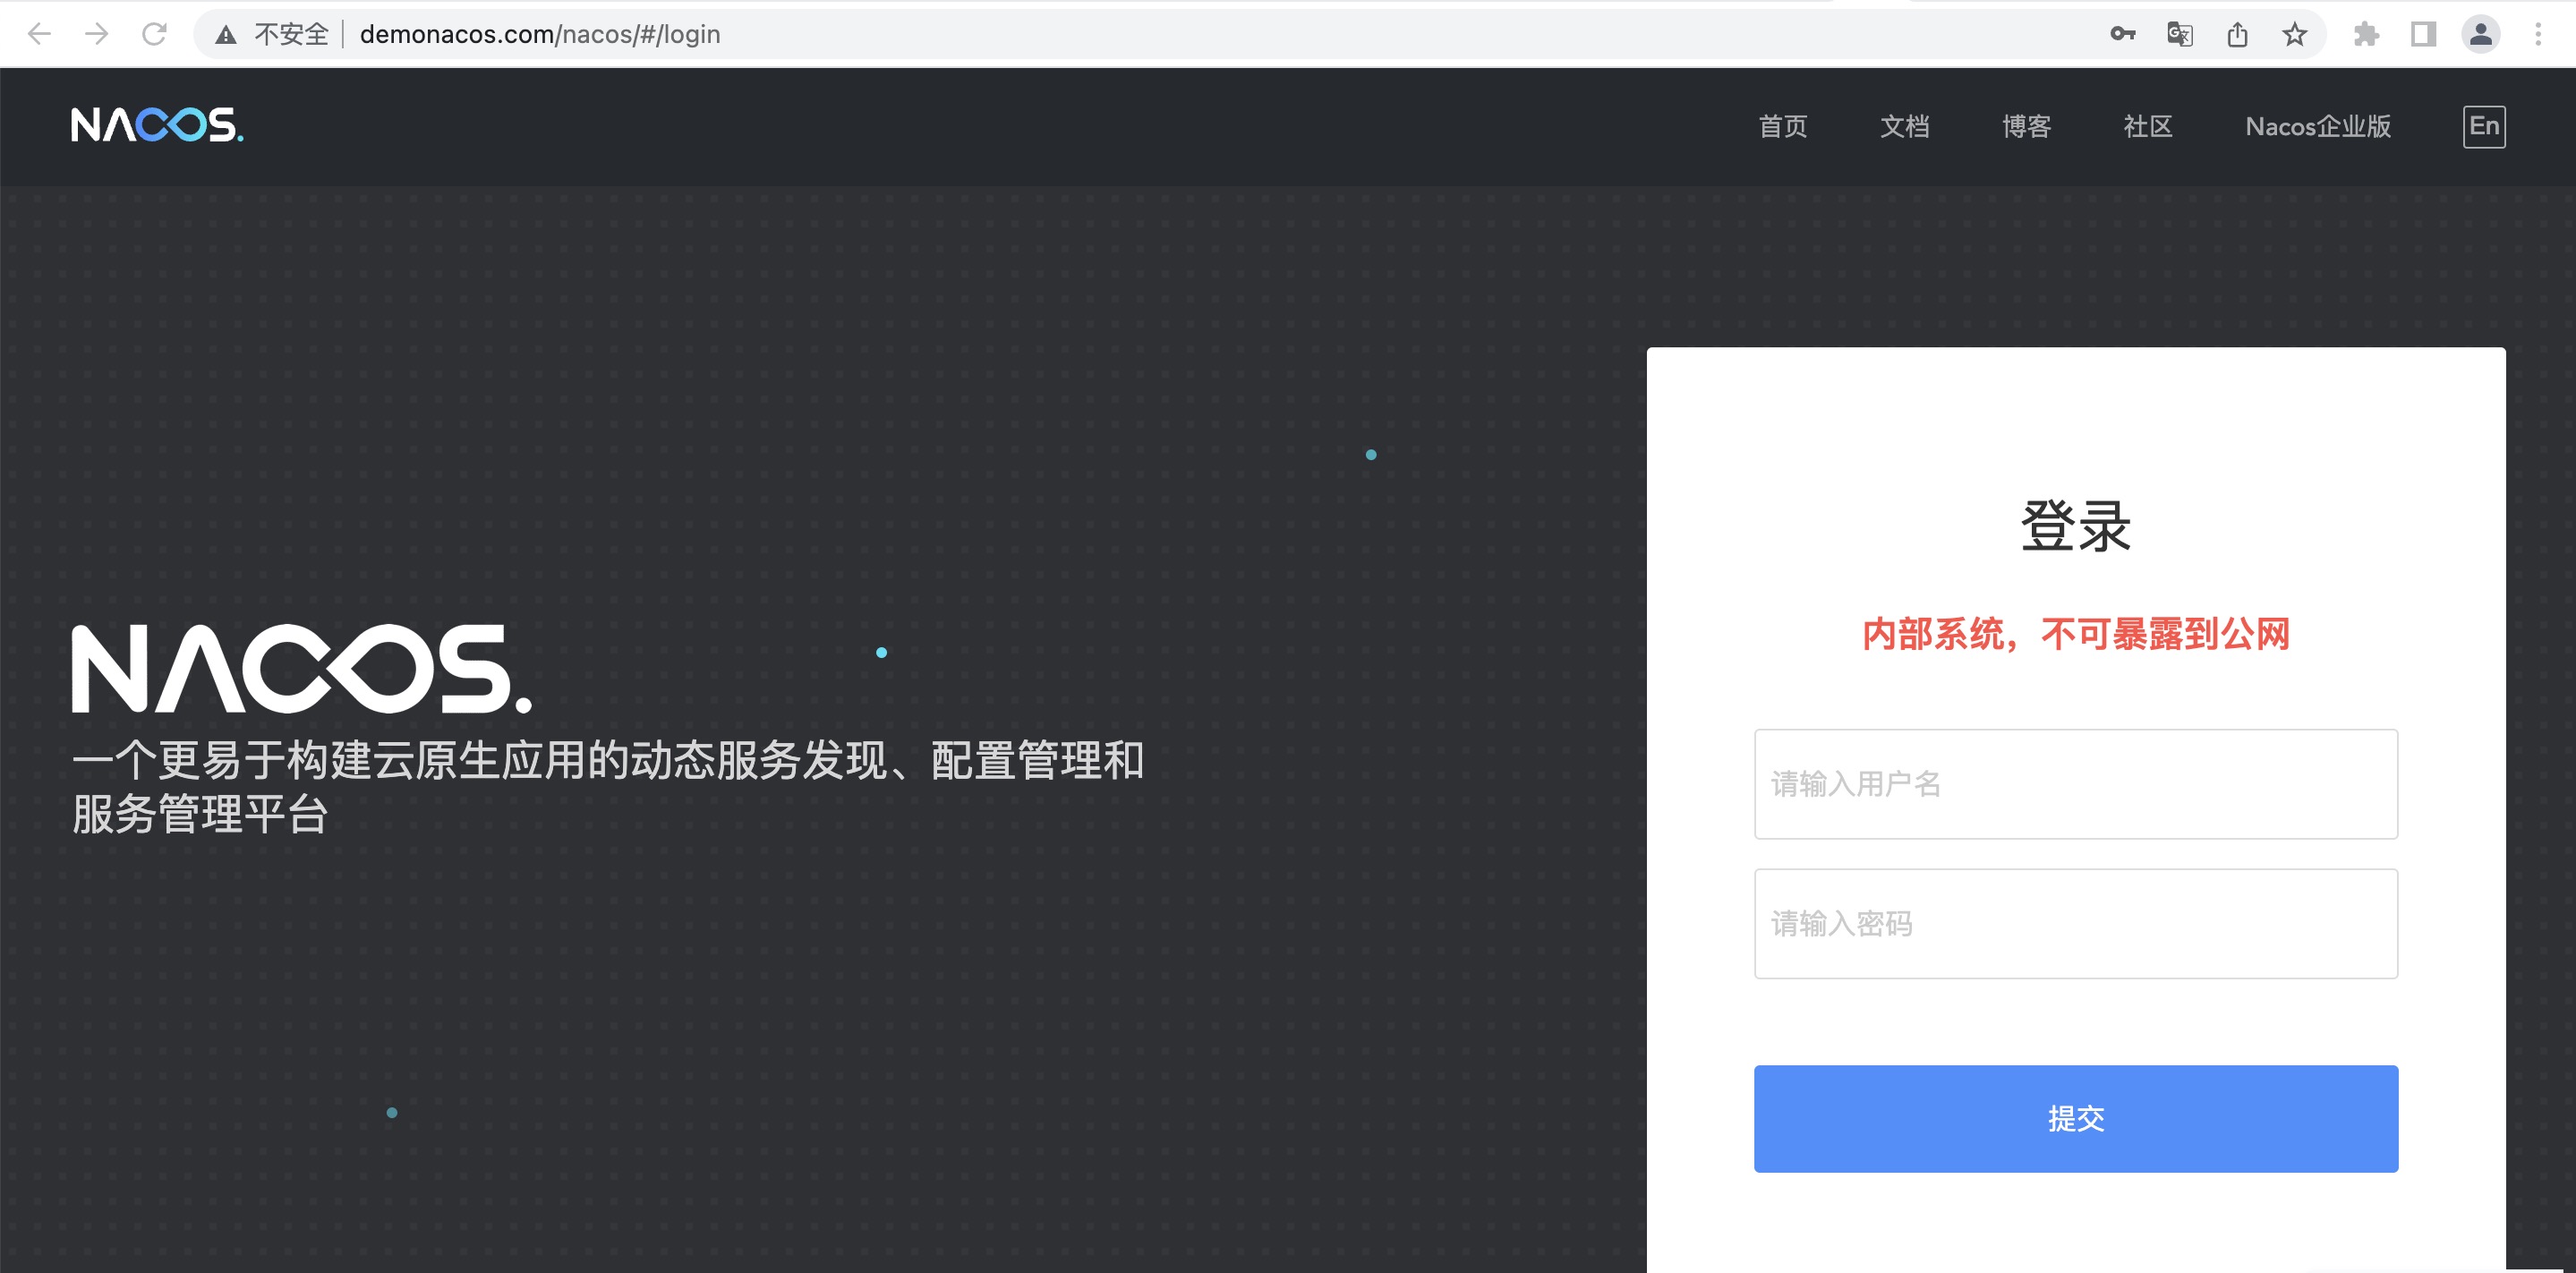 不安全 demonacos.com/nacos/#/login
NACOS.
首页 文档 博客 社区 Nacos企业版 En
登录
内部系统，不可暴露到公网
NACOS.
一个更易于构建云原生应用的动态服务发现、配置管理和
服务管理平台
请输入用户名
请输入密码
提交